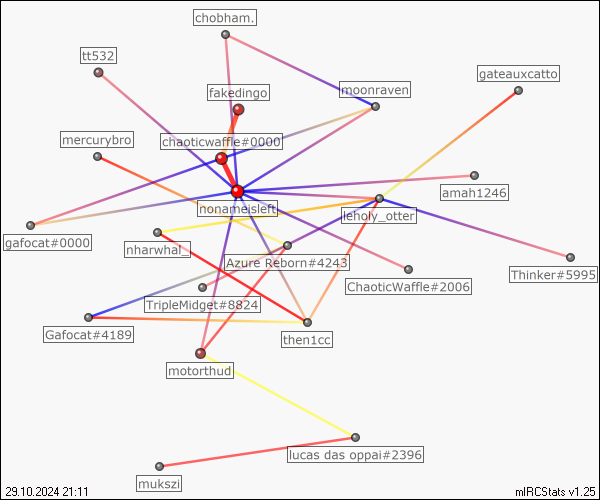 chobham.
tt532
gateauxcatto
fakedingo
moonraven
mercurybro
chaoticwaffle#0000
amah1246
nonameisleft
leholy_otter
gafocat#0000
nharwhal_
Azure Reborn#4243
Thinker#5995
ChaoticWaffle#2006
TripleMidget#8824
Gafocat#4189
then1cc
motorthud
lucas das oppai#2396
mukszi
29.10.2024 21:11
mIRCStats v1.25